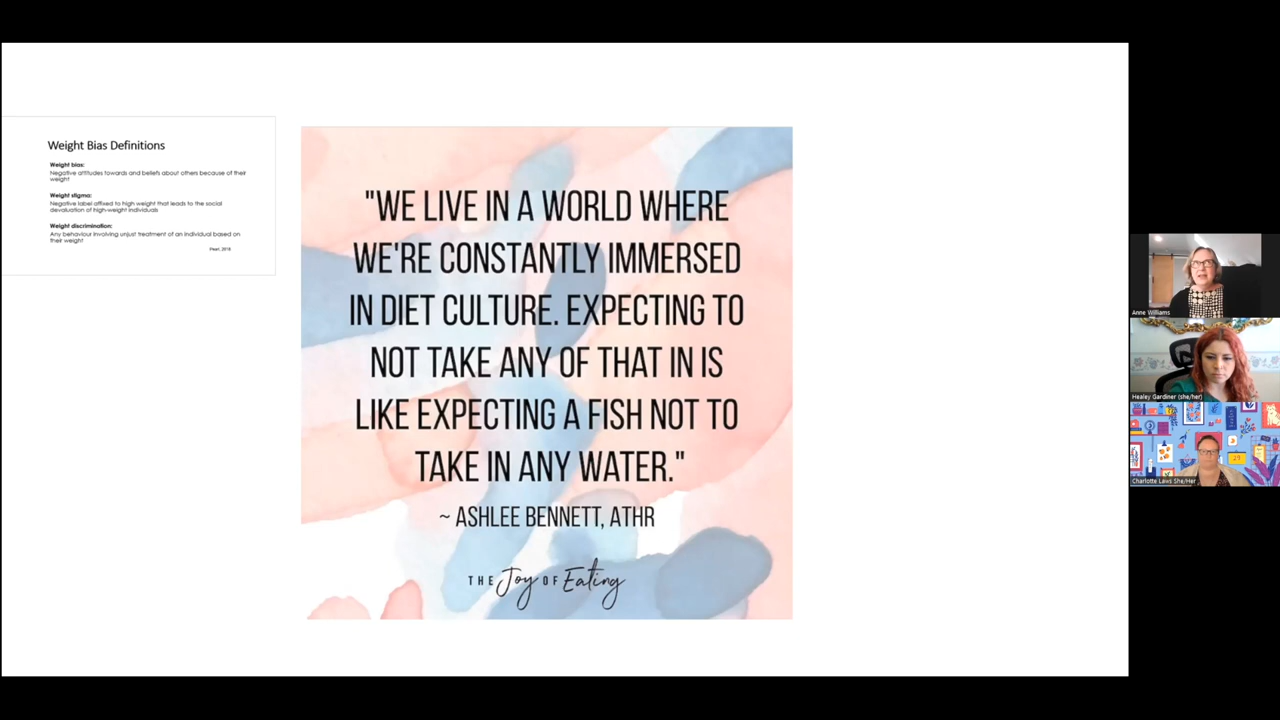 Weight Bias Definitions
Weight bias:
Negative attitudes towards and beliefs about others because of their
weight
Weight stigma:
Negative label affixed to high weight that leads to the social
devaluation of high-weight individuals
Weight discrimination:
Any behaviour involving unjust treatment of an individual based on
their weight
"WE LIVE IN A WORLD WHERE
WE'RE CONSTANTLY IMMERSED
IN DIET CULTURE. EXPECTING TO
NOT TAKE ANY OF THAT IN IS
LIKE EXPECTING A FISH NOT TO
TAKE IN ANY WATER."
~ ASHLEE BENNETT, ATHR
THE Joy OF Eating
Anne Williams
Healey Gardiner (she/her)
Charlotte Laws She/Her